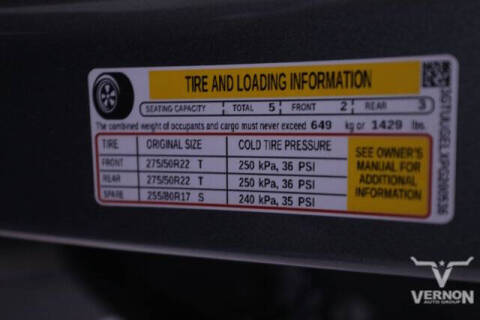 TIRE AND LOADING INFORMATION
SEATING CAPACITY TOTAL 5 FRONT 2 REAR 3
The combined weight of occupants and cargo must never exceed 649 kg or 1429 lbs.
TIRE ORIGINAL SIZE COLD TIRE PRESSURE
FRONT 275/50R22 T 250 kPa, 36 PSI
REAR 275/50R22 T 250 kPa, 36 PSI
SPARE 255/80R17 S 240 kPa, 35 PSI
SEE OWNER'S
MANUAL FOR
ADDITIONAL
INFORMATION
VERNON
AUTO GROUP